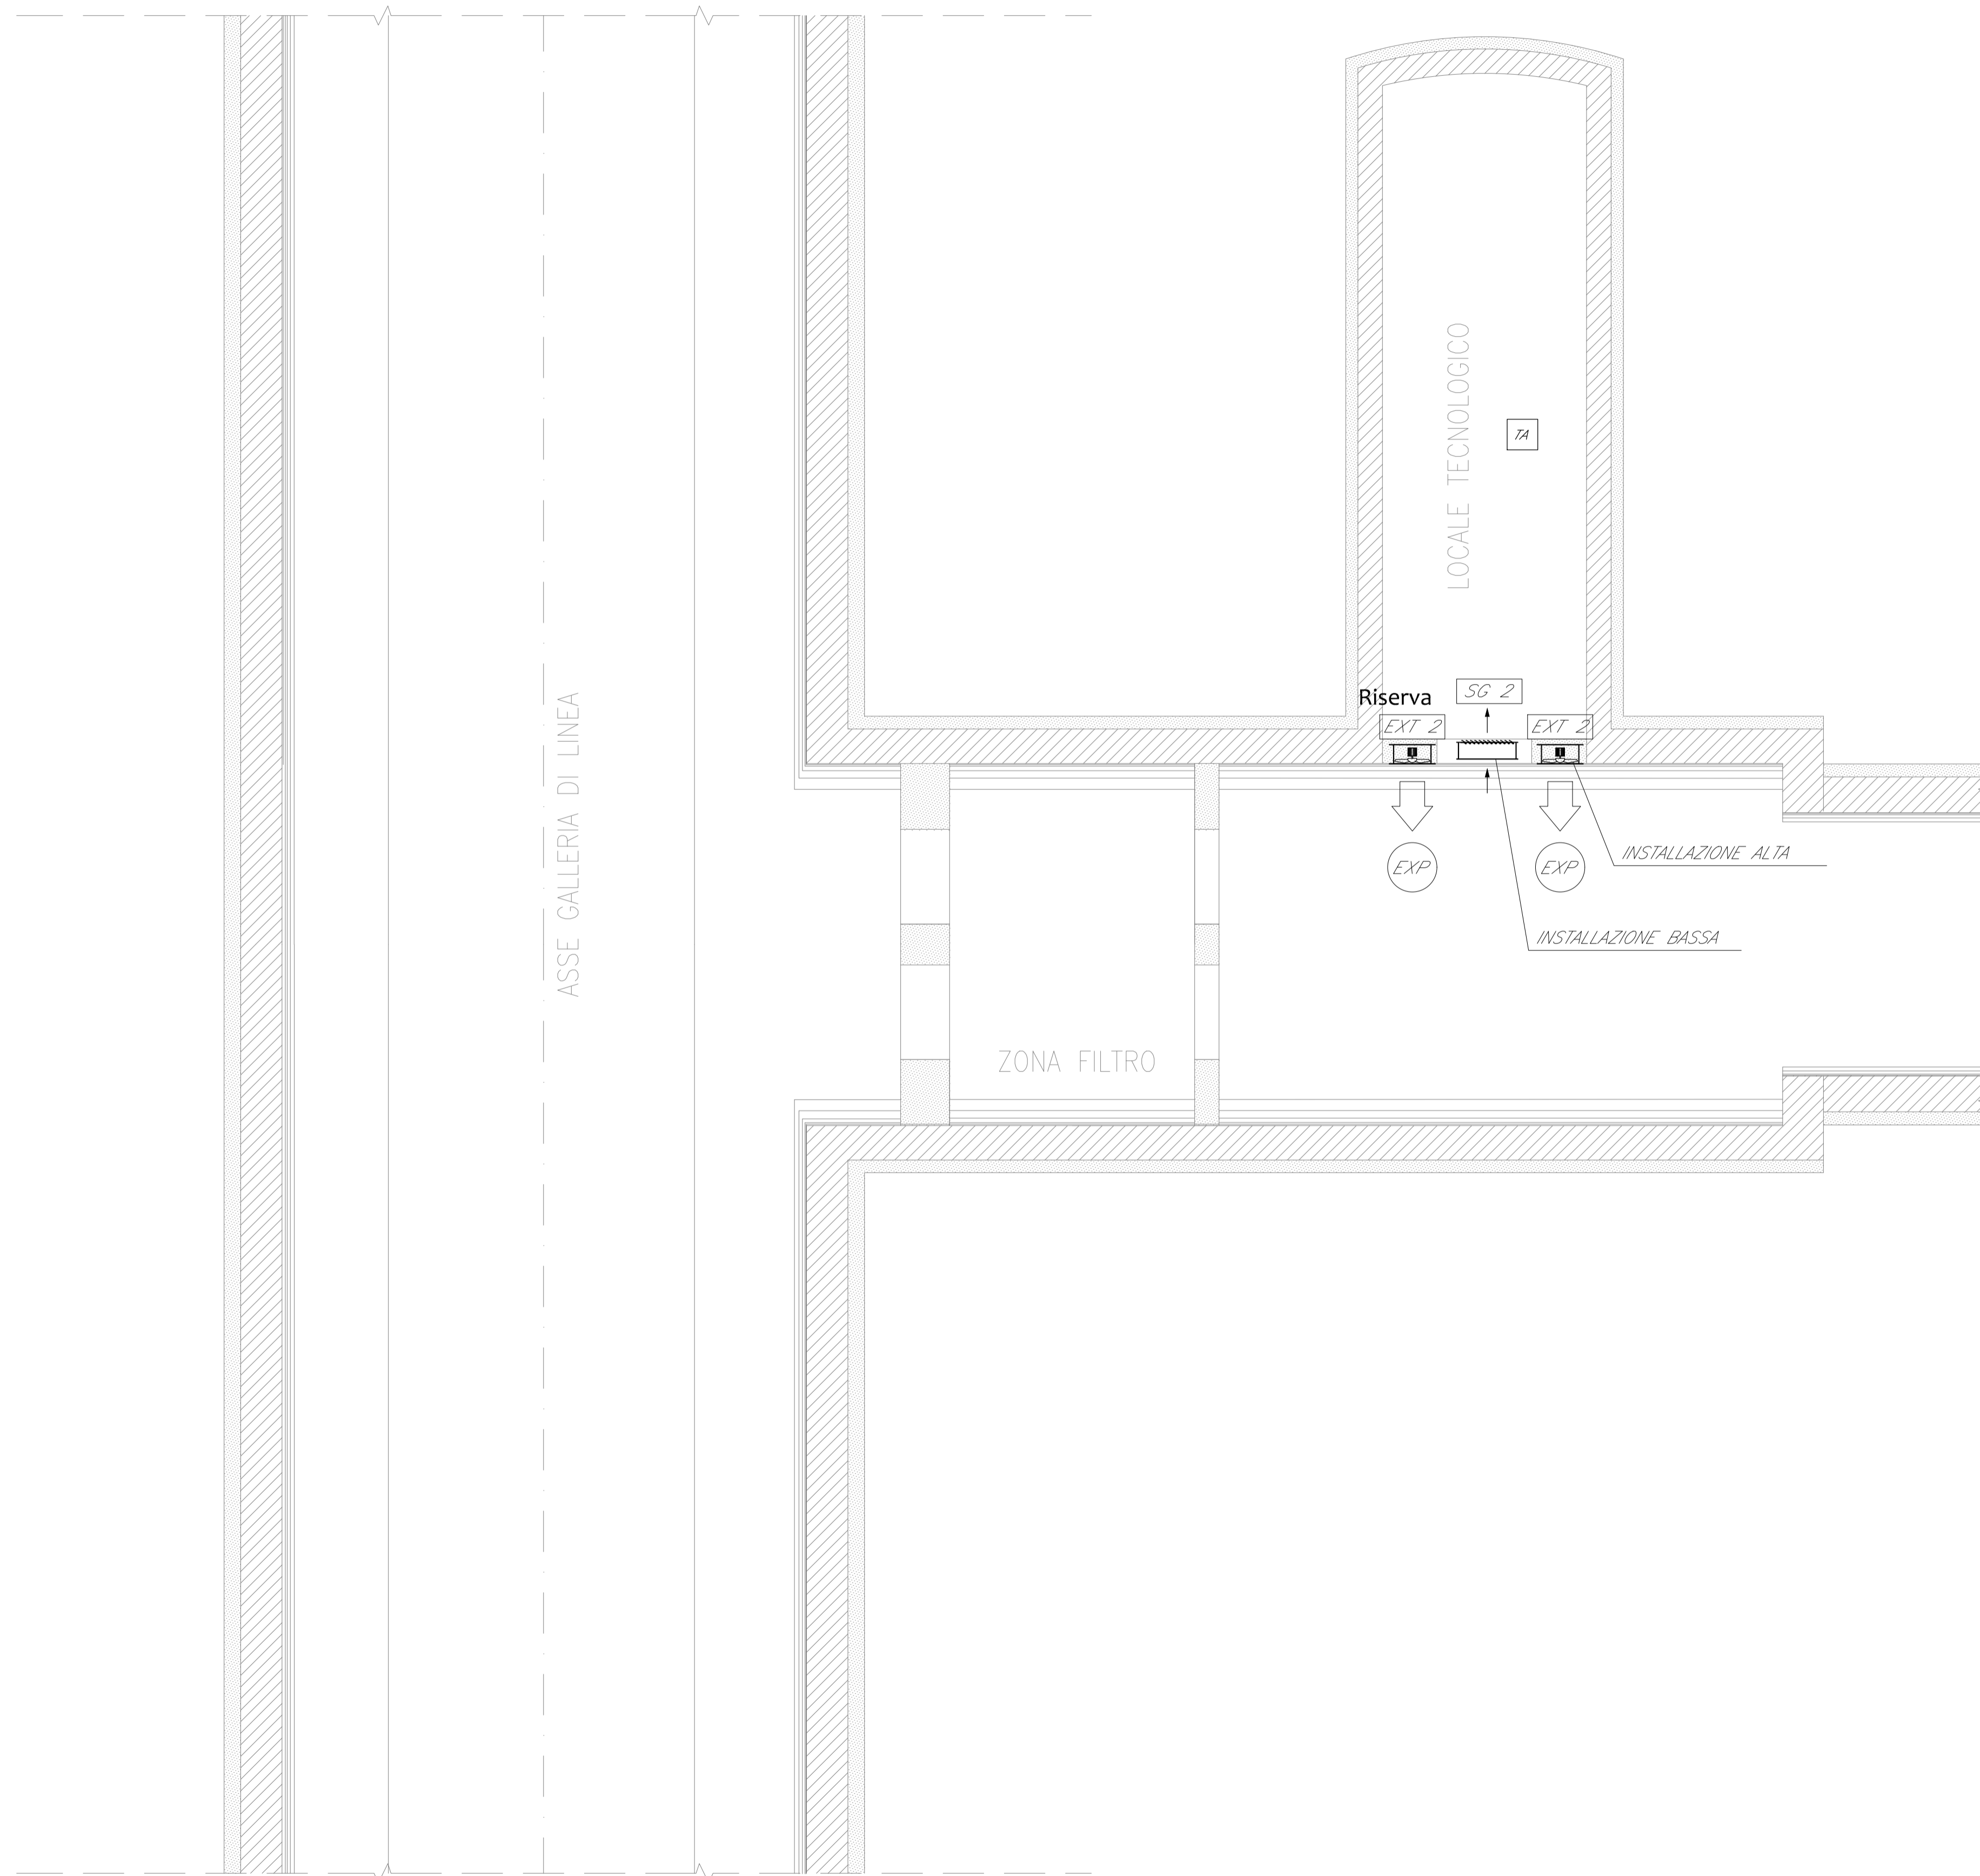 LOCALE TECNOLOGICO
TA
Riserva
SG 2
EXT 2
EXT 2
ASSE GALLERIA DI LINEA
EXP
EXP
INSTALLAZIONE ALTA
INSTALLAZIONE BASSA
ZONA FILTRO